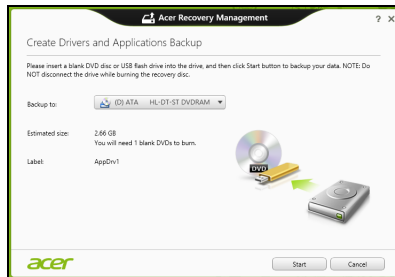 Acer Recovery Management
? X
Create Drivers and Applications Backup
Please insert a blank DVD disc or USB flash drive into the drive, and then click Start button to backup your data. NOTE: Do
NOT disconnect the drive while burning the recovery disc.
Backup to: (D) ATA HL-DT-ST DVDRAM
Estimated size: 2.66 GB
You will need 1 blank DVDs to burn.
Label: AppDrv1
DVD
acer Start Cancel